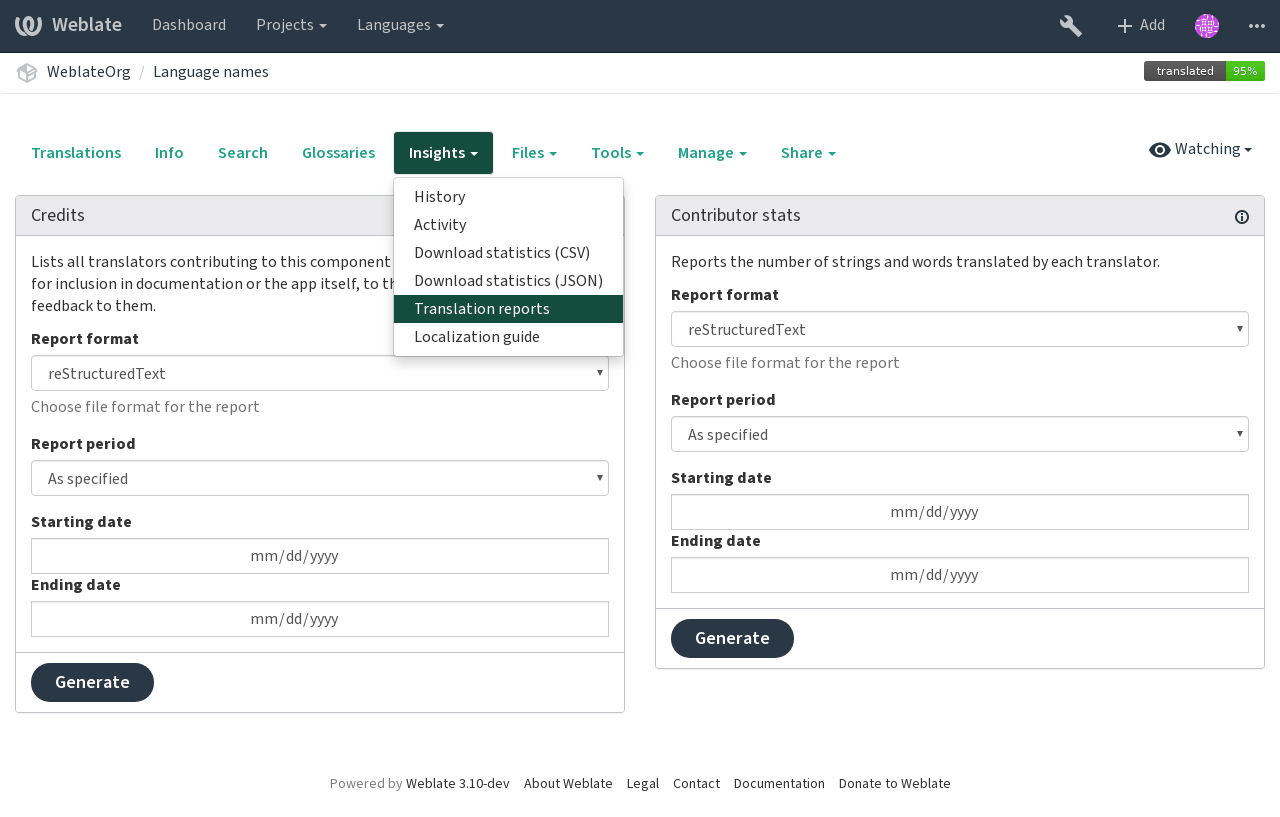 Weblate Dashboard Projects Languages Add
WeblateOrg / Language names
translated 95%
Translations Info Search Glossaries Insights Files Tools Manage Share Watching
History
Activity
Download statistics (CSV)
Download statistics (JSON)
Translation reports
Localization guide
Credits
Lists all translators contributing to this component
for inclusion in documentation or the app itself, to
feedback to them.
Report format
reStructuredText
Choose file format for the report
Report period
As specified
Starting date
mm/dd/yyyy
Ending date
mm/dd/yyyy
Generate
Contributor stats
Reports the number of strings and words translated by each translator.
Report format
reStructuredText
Choose file format for the report
Report period
As specified
Starting date
mm/dd/yyyy
Ending date
mm/dd/yyyy
Generate
Powered by Weblate 3.10-dev About Weblate Legal Contact Documentation Donate to Weblate